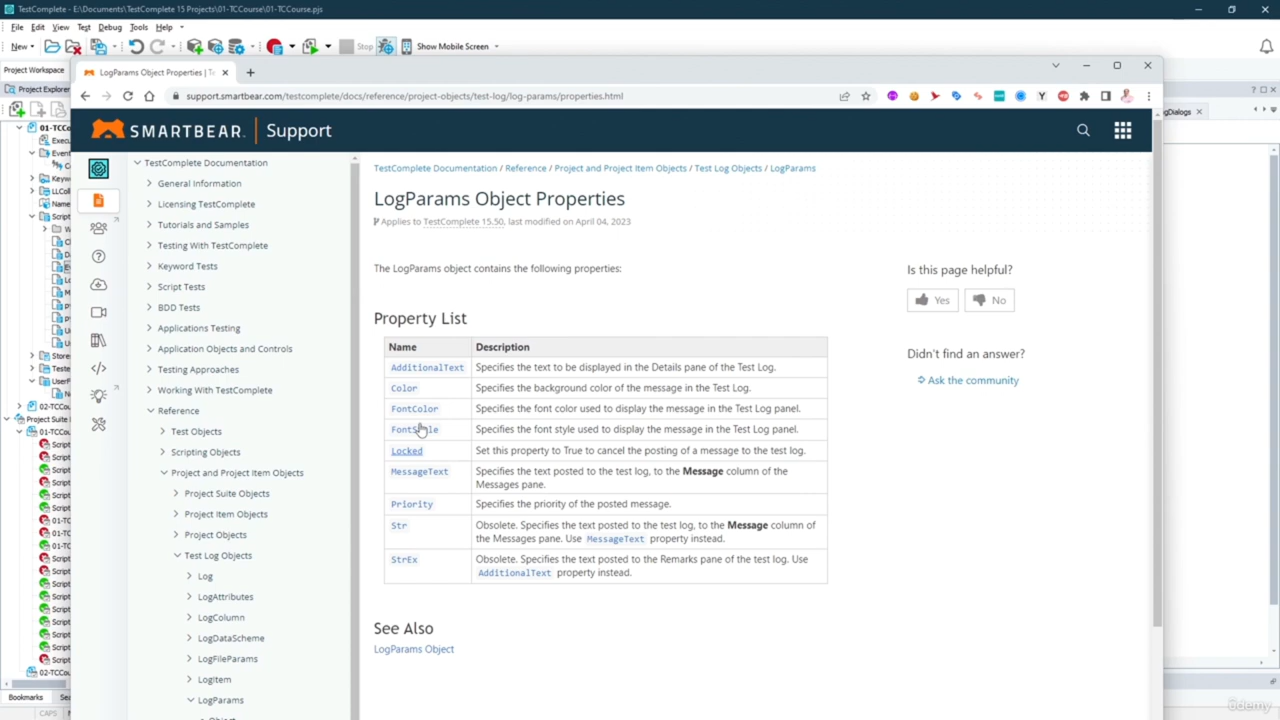 TestComplete - E:\Documents\TestComplete 15 Projects\01-TCCourse\01-TCCourse.pjs
File Edit View Test Debug Tools Help
New Stop Show Mobile Screen
Project Workspace
Project Explorer
LogParams Object Properties | Te
support.smartbear.com/testcomplete/docs/reference/project-objects/test-log/log-params/properties.html
SMARTBEAR. Support
TestComplete Documentation
General Information
Licensing TestComplete
Tutorials and Samples
Testing With TestComplete
Keyword Tests
Script Tests
BDD Tests
Applications Testing
Application Objects and Controls
Testing Approaches
Working With TestComplete
Reference
Test Objects
Scripting Objects
Project and Project Item Objects
Project Suite Objects
Project Item Objects
Project Objects
Test Log Objects
Log
LogAttributes
LogColumn
LogDataScheme
LogFileParams
LogItem
LogParams
TestComplete Documentation / Reference / Project and Project Item Objects / Test Log Objects / LogParams
LogParams Object Properties
Applies to TestComplete 15.50, last modified on April 04, 2023
The LogParams object contains the following properties:
Property List
Name Description
AdditionalText Specifies the text to be displayed in the Details pane of the Test Log.
Color Specifies the background color of the message in the Test Log.
FontColor Specifies the font color used to display the message in the Test Log panel.
FontStyle Specifies the font style used to display the message in the Test Log panel.
Locked Set this property to True to cancel the posting of a message to the test log.
MessageText Specifies the text posted to the test log, to the Message column of the
Messages pane.
Priority Specifies the priority of the posted message.
Str Obsolete. Specifies the text posted to the test log, to the Message column of
the Messages pane. Use MessageText property instead.
StrEx Obsolete. Specifies the text posted to the Remarks pane of the test log. Use
AdditionalText property instead.
See Also
LogParams Object
Is this page helpful?
Yes No
Didn't find an answer?
Ask the community
Bookmarks
CAPS
ûdemy